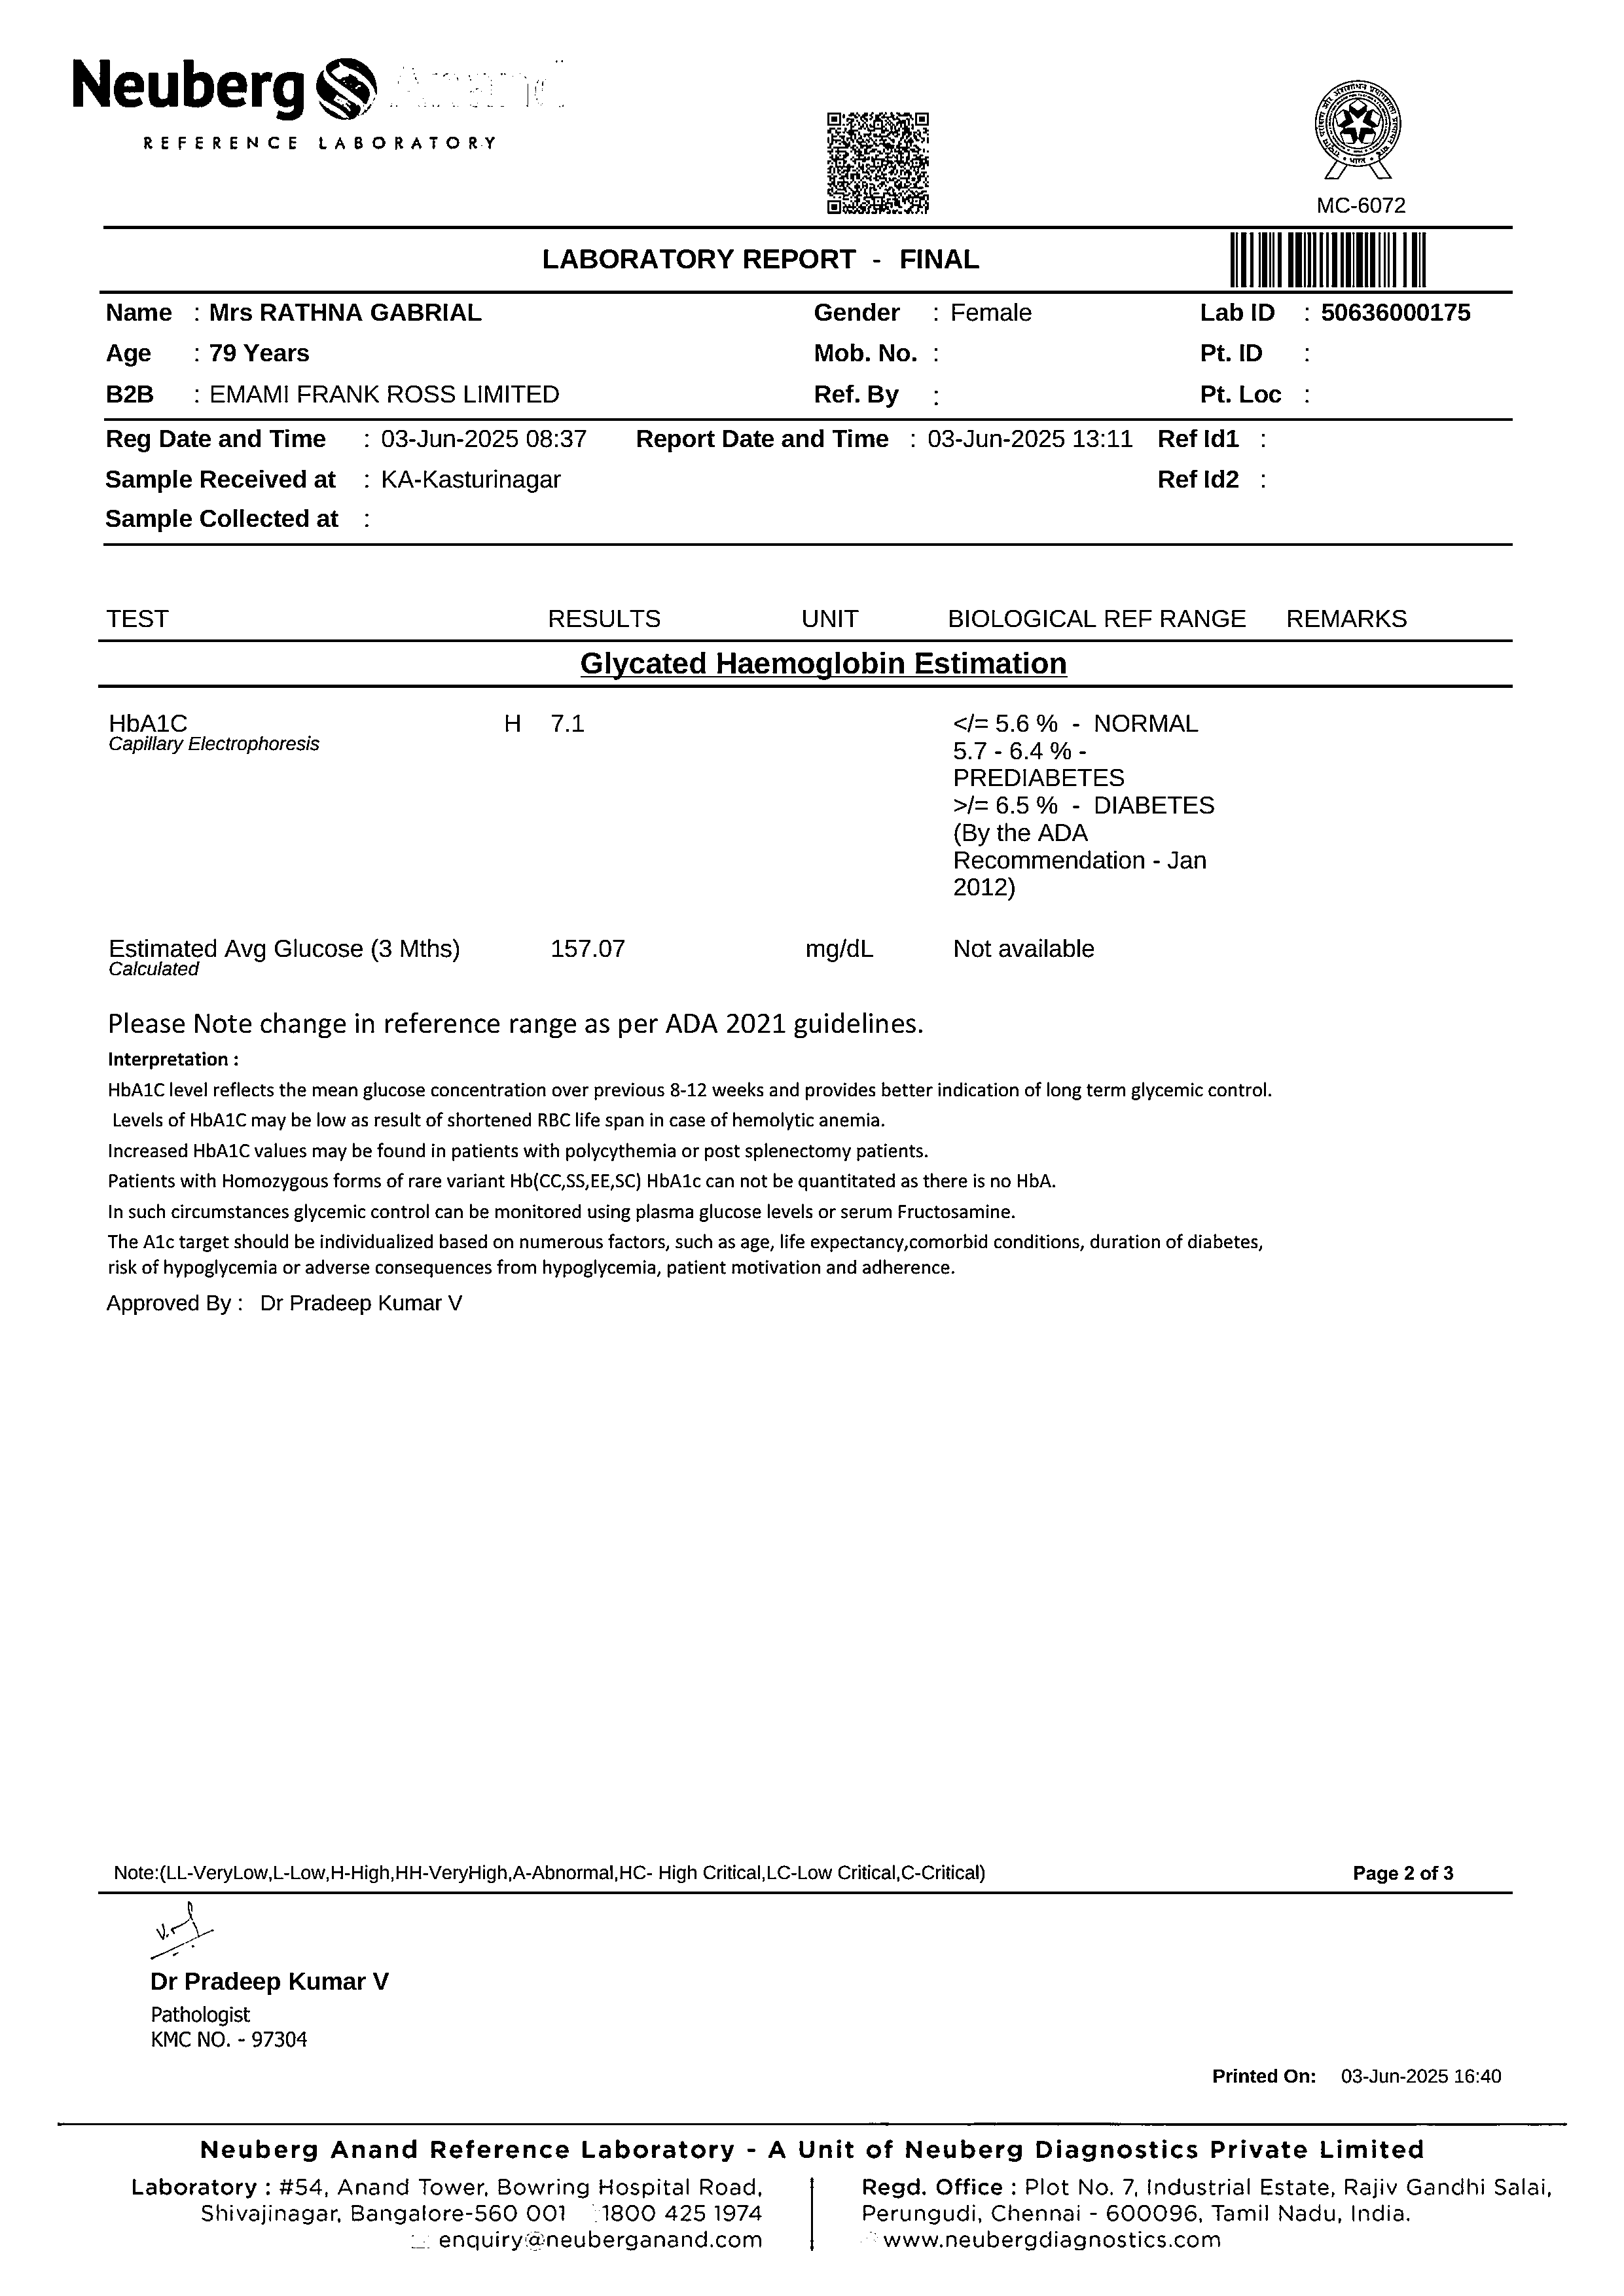 Neuberg Anand
REFERENCE LABORATORY
MC-6072
LABORATORY REPORT - FINAL
Name : Mrs RATHNA GABRIAL Gender : Female Lab ID : 50636000175
Age : 79 Years Mob. No. : Pt. ID :
B2B : EMAMI FRANK ROSS LIMITED Ref. By : Pt. Loc :
Reg Date and Time : 03-Jun-2025 08:37 Report Date and Time : 03-Jun-2025 13:11 Ref Id1 :
Sample Received at : KA-Kasturinagar Ref Id2 :
Sample Collected at :
TEST RESULTS UNIT BIOLOGICAL REF RANGE REMARKS
Glycated Haemoglobin Estimation
HbA1C H 7.1 </= 5.6 % - NORMAL
Capillary Electrophoresis
5.7 - 6.4 % -
PREDIABETES
>/= 6.5 % - DIABETES
(By the ADA
Recommendation - Jan
2012)
Estimated Avg Glucose (3 Mths) 157.07 mg/dL Not available
Calculated
Please Note change in reference range as per ADA 2021 guidelines.
Interpretation :
HbA1C level reflects the mean glucose concentration over previous 8-12 weeks and provides better indication of long term glycemic control.
Levels of HbA1C may be low as result of shortened RBC life span in case of hemolytic anemia.
Increased HbA1C values may be found in patients with polycythemia or post splenectomy patients.
Patients with Homozygous forms of rare variant Hb(CC,SS,EE,SC) HbA1c can not be quantitated as there is no HbA.
In such circumstances glycemic control can be monitored using plasma glucose levels or serum Fructosamine.
The A1c target should be individualized based on numerous factors, such as age, life expectancy,comorbid conditions, duration of diabetes,
risk of hypoglycemia or adverse consequences from hypoglycemia, patient motivation and adherence.
Approved By : Dr Pradeep Kumar V
Note:(LL-VeryLow,L-Low,H-High,HH-VeryHigh,A-Abnormal,HC- High Critical,LC-Low Critical,C-Critical) Page 2 of 3
Dr Pradeep Kumar V
Pathologist
KMC NO. - 97304
Printed On: 03-Jun-2025 16:40
Neuberg Anand Reference Laboratory - A Unit of Neuberg Diagnostics Private Limited
Laboratory : #54, Anand Tower, Bowring Hospital Road,
Shivajinagar, Bangalore-560 001 1800 425 1974
enquiry@neuberganand.com
Regd. Office : Plot No. 7, Industrial Estate, Rajiv Gandhi Salai,
Perungudi, Chennai - 600096, Tamil Nadu, India.
www.neubergdiagnostics.com